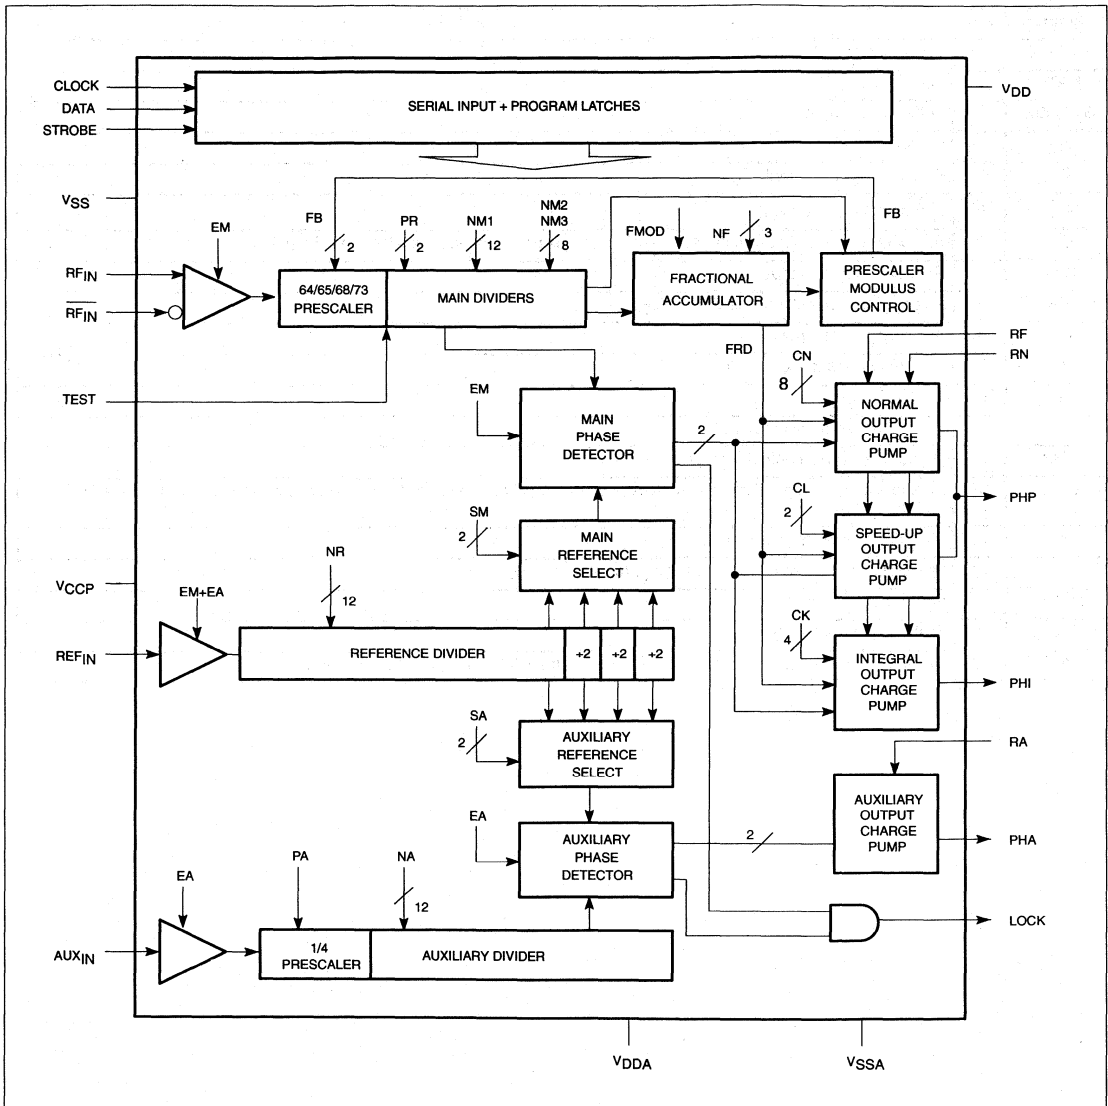 CLOCK
DATA
STROBE
SERIAL INPUT + PROGRAM LATCHES
VDD
VSS
EM
FB
2
PR
2
NM1
12
NM2
NM3
8
FMOD
NF
3
FB
RFIN
RFIN
64/65/68/73
PRESCALER
MAIN DIVIDERS
FRACTIONAL
ACCUMULATOR
PRESCALER
MODULUS
CONTROL
FRD
RF
RN
TEST
EM
MAIN
PHASE
DETECTOR
2
CN
8
NORMAL
OUTPUT
CHARGE
PUMP
PHP
SM
2
MAIN
REFERENCE
SELECT
CL
2
SPEED-UP
OUTPUT
CHARGE
PUMP
VCCP
EM+EA
NR
12
REFIN
REFERENCE DIVIDER
÷2
÷2
÷2
CK
4
INTEGRAL
OUTPUT
CHARGE
PUMP
PHI
SA
2
AUXILIARY
REFERENCE
SELECT
RA
EA
AUXILIARY
PHASE
DETECTOR
2
AUXILIARY
OUTPUT
CHARGE
PUMP
PHA
EA
PA
NA
12
AUXIN
1/4
PRESCALER
AUXILIARY DIVIDER
LOCK
VDDA
VSSA